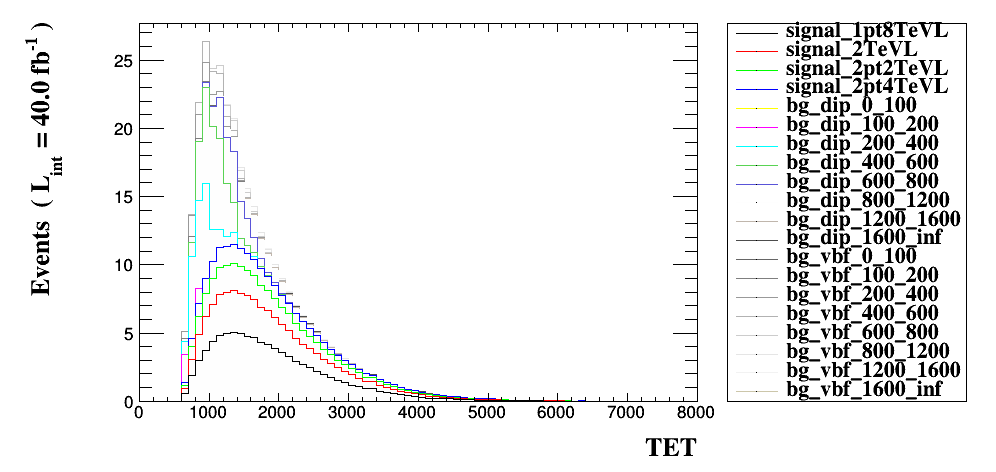 Events ( L_int = 40.0 fb⁻¹ )
25
20
15
10
5
0
0 1000 2000 3000 4000 5000 6000 7000 8000
TET
signal_1pt8TeVL
signal_2TeVL
signal_2pt2TeVL
signal_2pt4TeVL
bg_dip_0_100
bg_dip_100_200
bg_dip_200_400
bg_dip_400_600
bg_dip_600_800
bg_dip_800_1200
bg_dip_1200_1600
bg_dip_1600_inf
bg_vbf_0_100
bg_vbf_100_200
bg_vbf_200_400
bg_vbf_400_600
bg_vbf_600_800
bg_vbf_800_1200
bg_vbf_1200_1600
bg_vbf_1600_inf